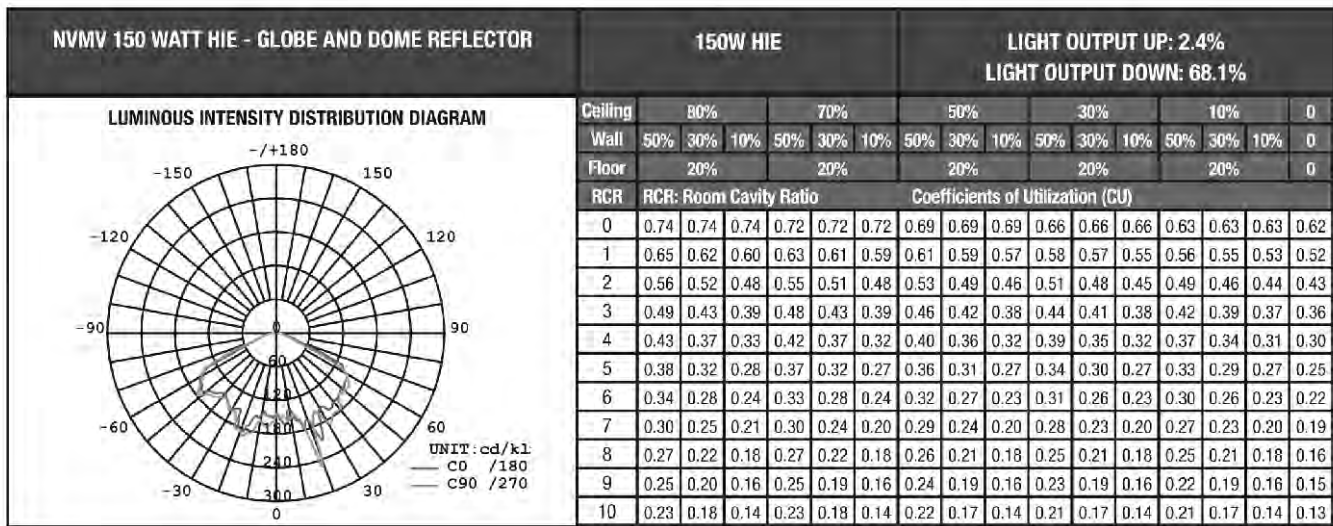 NVMV 150 WATT HIE - GLOBE AND DOME REFLECTOR
150W HIE
LIGHT OUTPUT UP: 2.4%
LIGHT OUTPUT DOWN: 68.1%
LUMINOUS INTENSITY DISTRIBUTION DIAGRAM
-/+180
-150 150
-120 120
-90 0 90
60
120
-60 180 60
240
-30 300 30
0
UNIT:cd/kl
C0 /180
C90 /270
Ceiling 80% 70% 50% 30% 10% 0
Wall 50% 30% 10% 50% 30% 10% 50% 30% 10% 50% 30% 10% 50% 30% 10% 0
Floor 20% 20% 20% 20% 20% 0
RCR RCR: Room Cavity Ratio Coefficients of Utilization (CU)
0 0.74 0.74 0.74 0.72 0.72 0.72 0.69 0.69 0.69 0.66 0.66 0.66 0.63 0.63 0.63 0.62
1 0.65 0.62 0.60 0.63 0.61 0.59 0.61 0.59 0.57 0.58 0.57 0.55 0.56 0.55 0.53 0.52
2 0.56 0.52 0.48 0.55 0.51 0.48 0.53 0.49 0.46 0.51 0.48 0.45 0.49 0.46 0.44 0.43
3 0.49 0.43 0.39 0.48 0.43 0.39 0.46 0.42 0.38 0.44 0.41 0.38 0.42 0.39 0.37 0.36
4 0.43 0.37 0.33 0.42 0.37 0.32 0.40 0.36 0.32 0.39 0.35 0.32 0.37 0.34 0.31 0.30
5 0.38 0.32 0.28 0.37 0.32 0.27 0.36 0.31 0.27 0.34 0.30 0.27 0.33 0.29 0.27 0.25
6 0.34 0.28 0.24 0.33 0.28 0.24 0.32 0.27 0.23 0.31 0.26 0.23 0.30 0.26 0.23 0.22
7 0.30 0.25 0.21 0.30 0.24 0.20 0.29 0.24 0.20 0.28 0.23 0.20 0.27 0.23 0.20 0.19
8 0.27 0.22 0.18 0.27 0.22 0.18 0.26 0.21 0.18 0.25 0.21 0.18 0.25 0.21 0.18 0.16
9 0.25 0.20 0.16 0.25 0.19 0.16 0.24 0.19 0.16 0.23 0.19 0.16 0.22 0.19 0.16 0.15
10 0.23 0.18 0.14 0.23 0.18 0.14 0.22 0.17 0.14 0.21 0.17 0.14 0.21 0.17 0.14 0.13